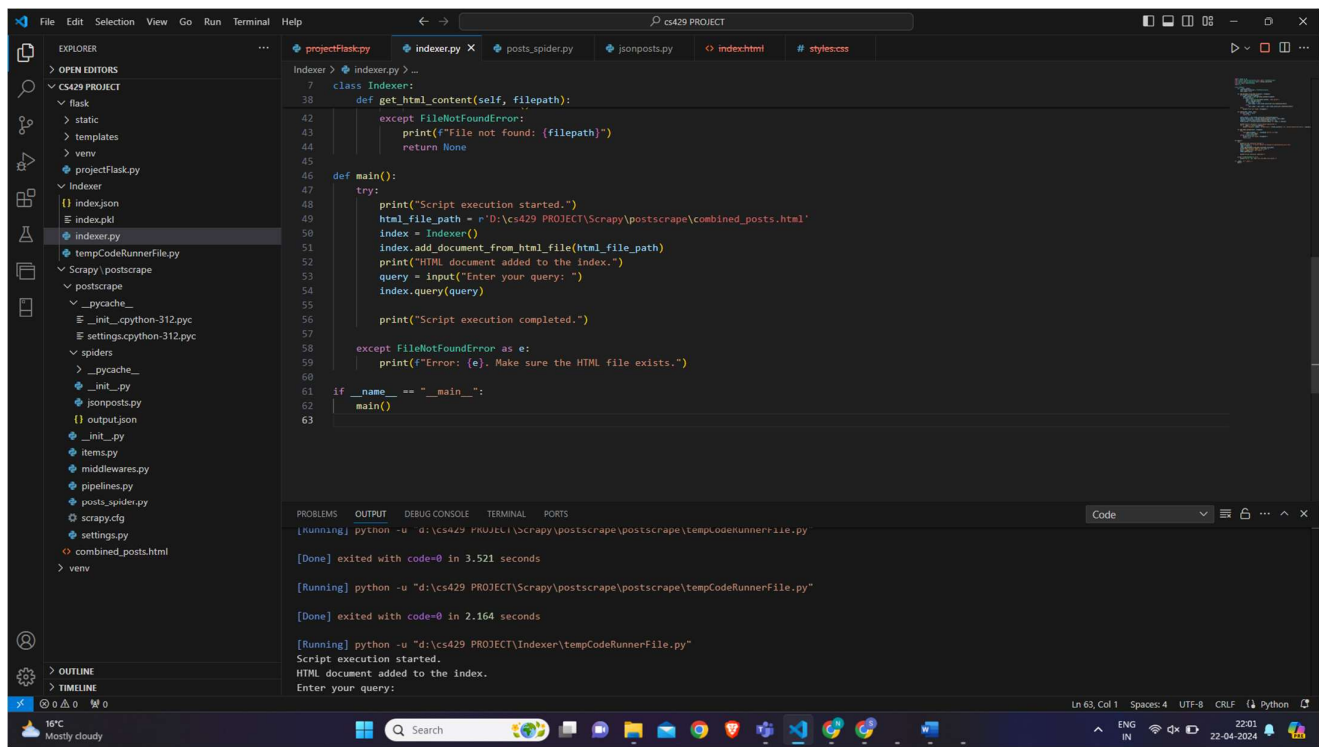 File Edit Selection View Go Run Terminal Help
cs429 PROJECT
EXPLORER
OPEN EDITORS
CS429 PROJECT
flask
static
templates
venv
projectFlask.py
Indexer
index.json
index.pkl
indexer.py
tempCodeRunnerFile.py
Scrapy\postscrape
postscrape
__pycache__
__init__.cpython-312.pyc
settings.cpython-312.pyc
spiders
__pycache__
__init__.py
jsonposts.py
output.json
__init__.py
items.py
middlewares.py
pipelines.py
posts_spider.py
scrapy.cfg
settings.py
combined_posts.html
venv
OUTLINE
TIMELINE
projectFlask.py indexer.py posts_spider.py jsonposts.py index.html styles.css
Indexer > indexer.py > ...
7 class Indexer:
38 def get_html_content(self, filepath):
42 except FileNotFoundError:
43 print(f"File not found: {filepath}")
44 return None
45
46 def main():
47 try:
48 print("Script execution started.")
49 html_file_path = r'D:\cs429 PROJECT\Scrapy\postscrape\combined_posts.html'
50 index = Indexer()
51 index.add_document_from_html_file(html_file_path)
52 print("HTML document added to the index.")
53 query = input("Enter your query: ")
54 index.query(query)
55
56 print("Script execution completed.")
57
58 except FileNotFoundError as e:
59 print(f"Error: {e}. Make sure the HTML file exists.")
60
61 if __name__ == "__main__":
62 main()
63
PROBLEMS OUTPUT DEBUG CONSOLE TERMINAL PORTS
Code
[Running] python -u "d:\cs429 PROJECT\Scrapy\postscrape\postscrape\tempCodeRunnerFile.py"
[Done] exited with code=0 in 3.521 seconds
[Running] python -u "d:\cs429 PROJECT\Scrapy\postscrape\postscrape\tempCodeRunnerFile.py"
[Done] exited with code=0 in 2.164 seconds
[Running] python -u "d:\cs429 PROJECT\Indexer\tempCodeRunnerFile.py"
Script execution started.
HTML document added to the index.
Enter your query:
0 0 0 Ln 63, Col 1 Spaces: 4 UTF-8 CRLF Python
16°C
Mostly cloudy
Search
ENG
IN
22:01
22-04-2024